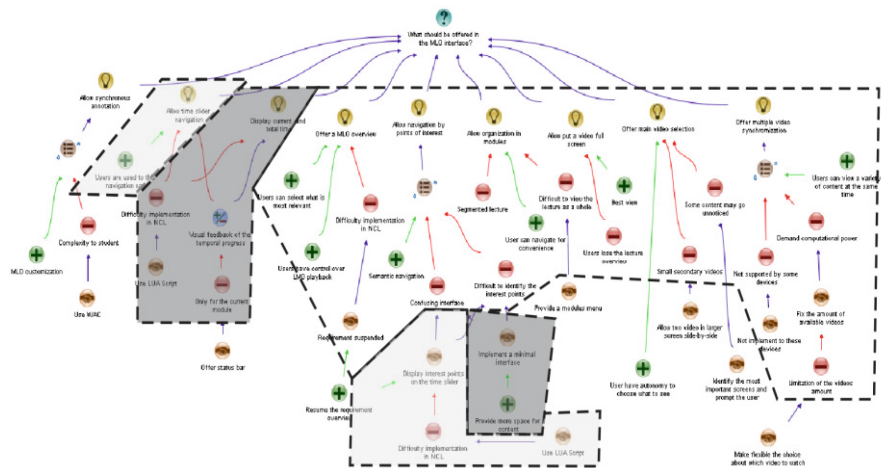 What should be offered in
the MLO interface?
Allow synchronous
annotation
Allow time slider
navigation
Display current and
total time
Offer a MLO overview
Allow navigation by
points of interest
Allow organization in
modules
Allow put a video full
screen
Offer main video selection
Offer multiple video
synchronization
Users are used to the
navigation
Users can select what is
most relevant
Segmented lecture
Difficult to view the
lecture as a whole
Best view
Some content may go
unnoticed
Users can view a variety
of content at the same
time
Difficulty implementation
in NCL
Visual feedback of the
temporal progress
Difficulty implementation
in NCL
User can navigate for
convenience
Users lose the lecture
overview
Demand computational power
Complexity to student
MLO customization
Users have control over
LMO playback
Semantic navigation
Difficult to identify the
interest points
Small secondary videos
Not supported by some
devices
Use LUA Script
Only for the current
module
Confusing interface
Provide a modules menu
Fix the amount of
available videos
Use NUAC
Allow two video in larger
screen side-by-side
Not implement to these
devices
Requirement suspended
Offer status bar
Display interest points
on the time slider
Implement a minimal
interface
User have autonomy to
choose what to see
Identify the most
important screens and
prompt the user
Limitation of the videos
amount
Resume the requirement
overview
Provide more space for
content
Difficulty implementation
in NCL
Use LUA Script
Make flexible the choice
about which video to watch